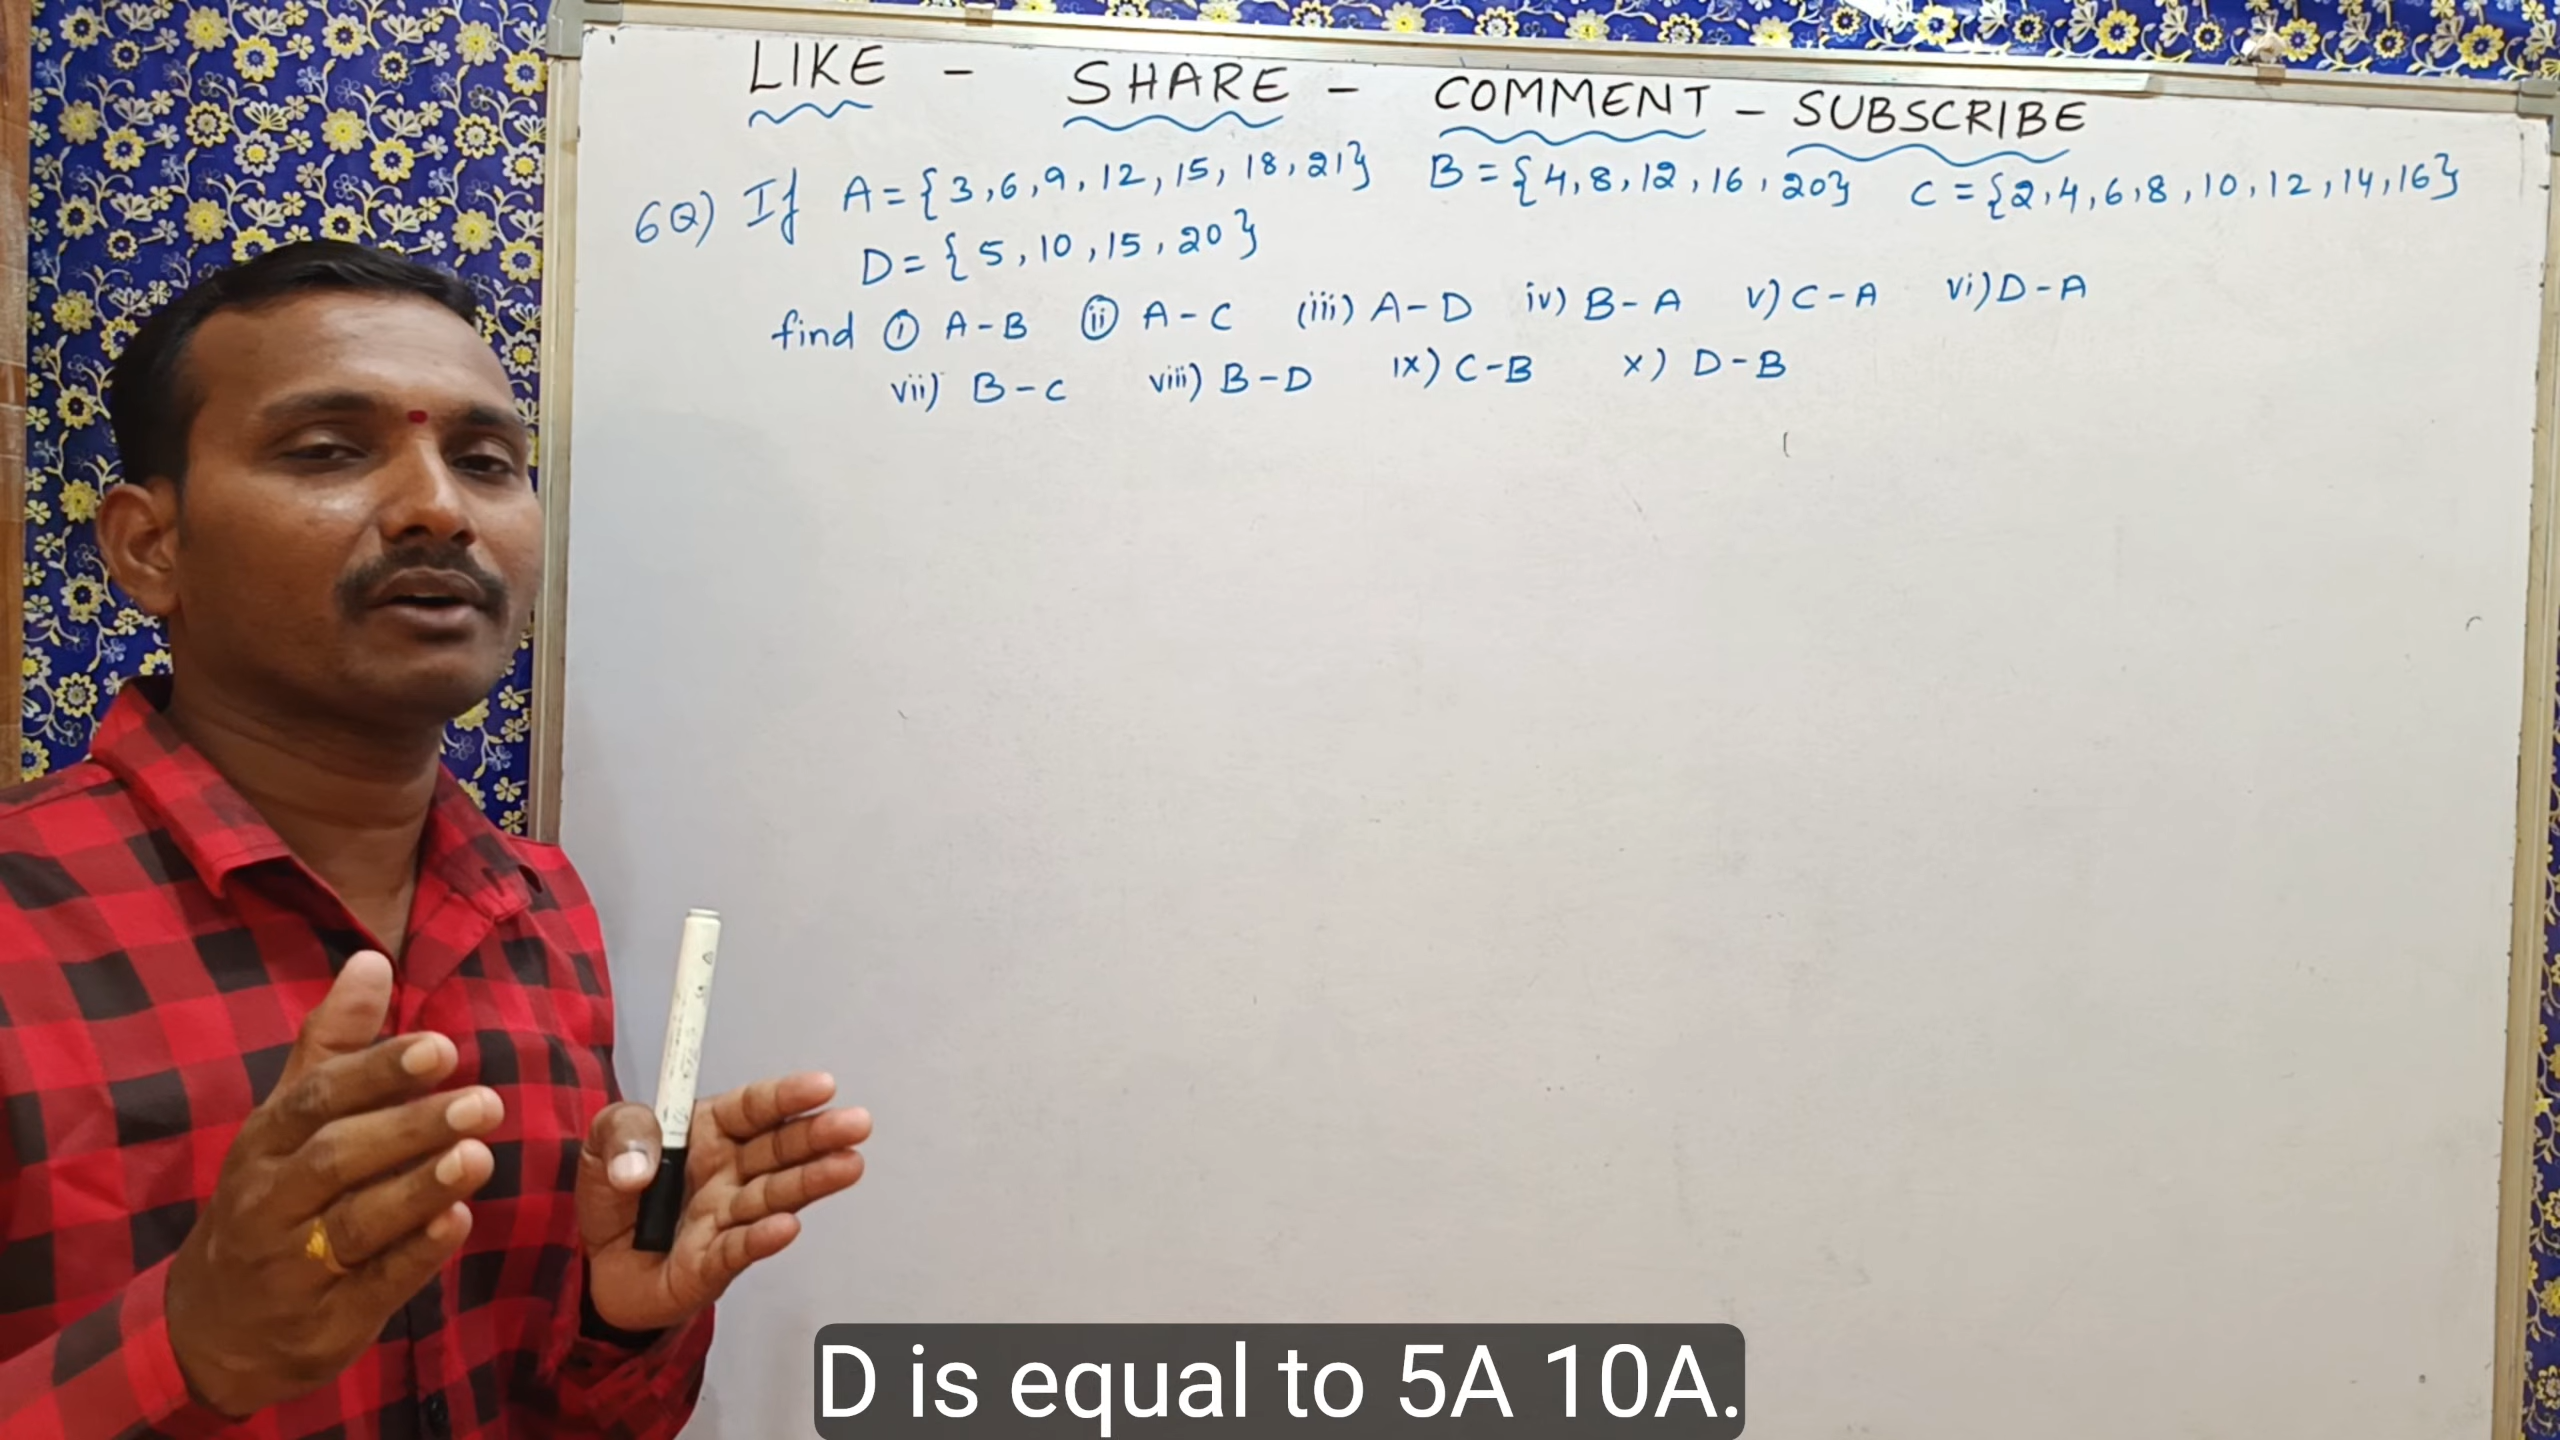 LIKE - SHARE - COMMENT - SUBSCRIBE
6Q) If A = {3, 6, 9, 12, 15, 18, 21} B = {4, 8, 12, 16, 20} C = {2, 4, 6, 8, 10, 12, 14, 16}
D = {5, 10, 15, 20}
find (i) A - B (ii) A - C (iii) A - D iv) B - A v) C - A vi) D - A
vii) B - C viii) B - D ix) C - B x) D - B
D is equal to 5A 10A.